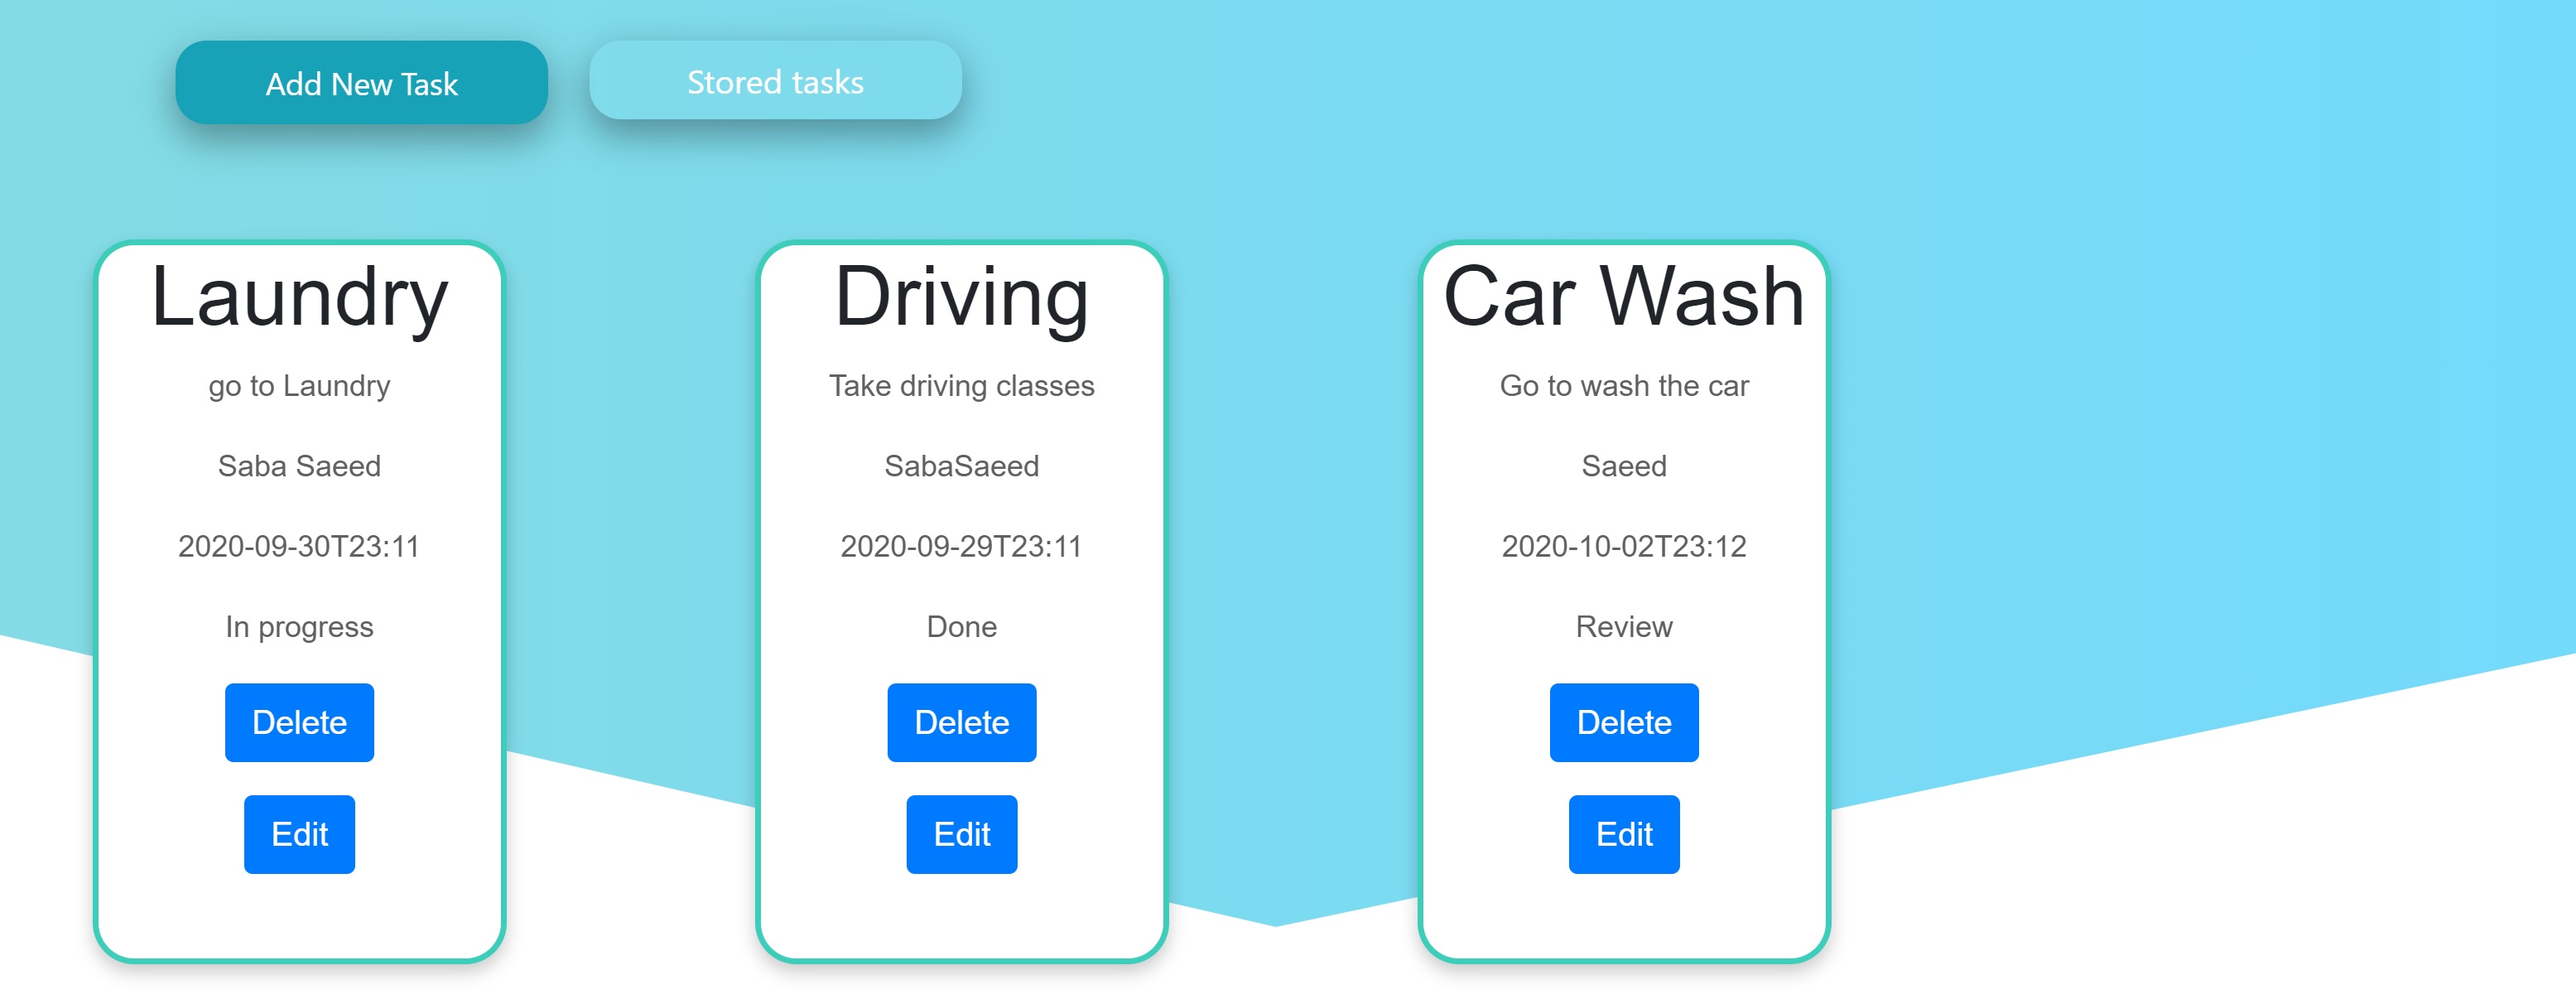 Add New Task
Stored tasks
Laundry
go to Laundry
Saba Saeed
2020-09-30T23:11
In progress
Delete
Edit
Driving
Take driving classes
SabaSaeed
2020-09-29T23:11
Done
Delete
Edit
Car Wash
Go to wash the car
Saeed
2020-10-02T23:12
Review
Delete
Edit